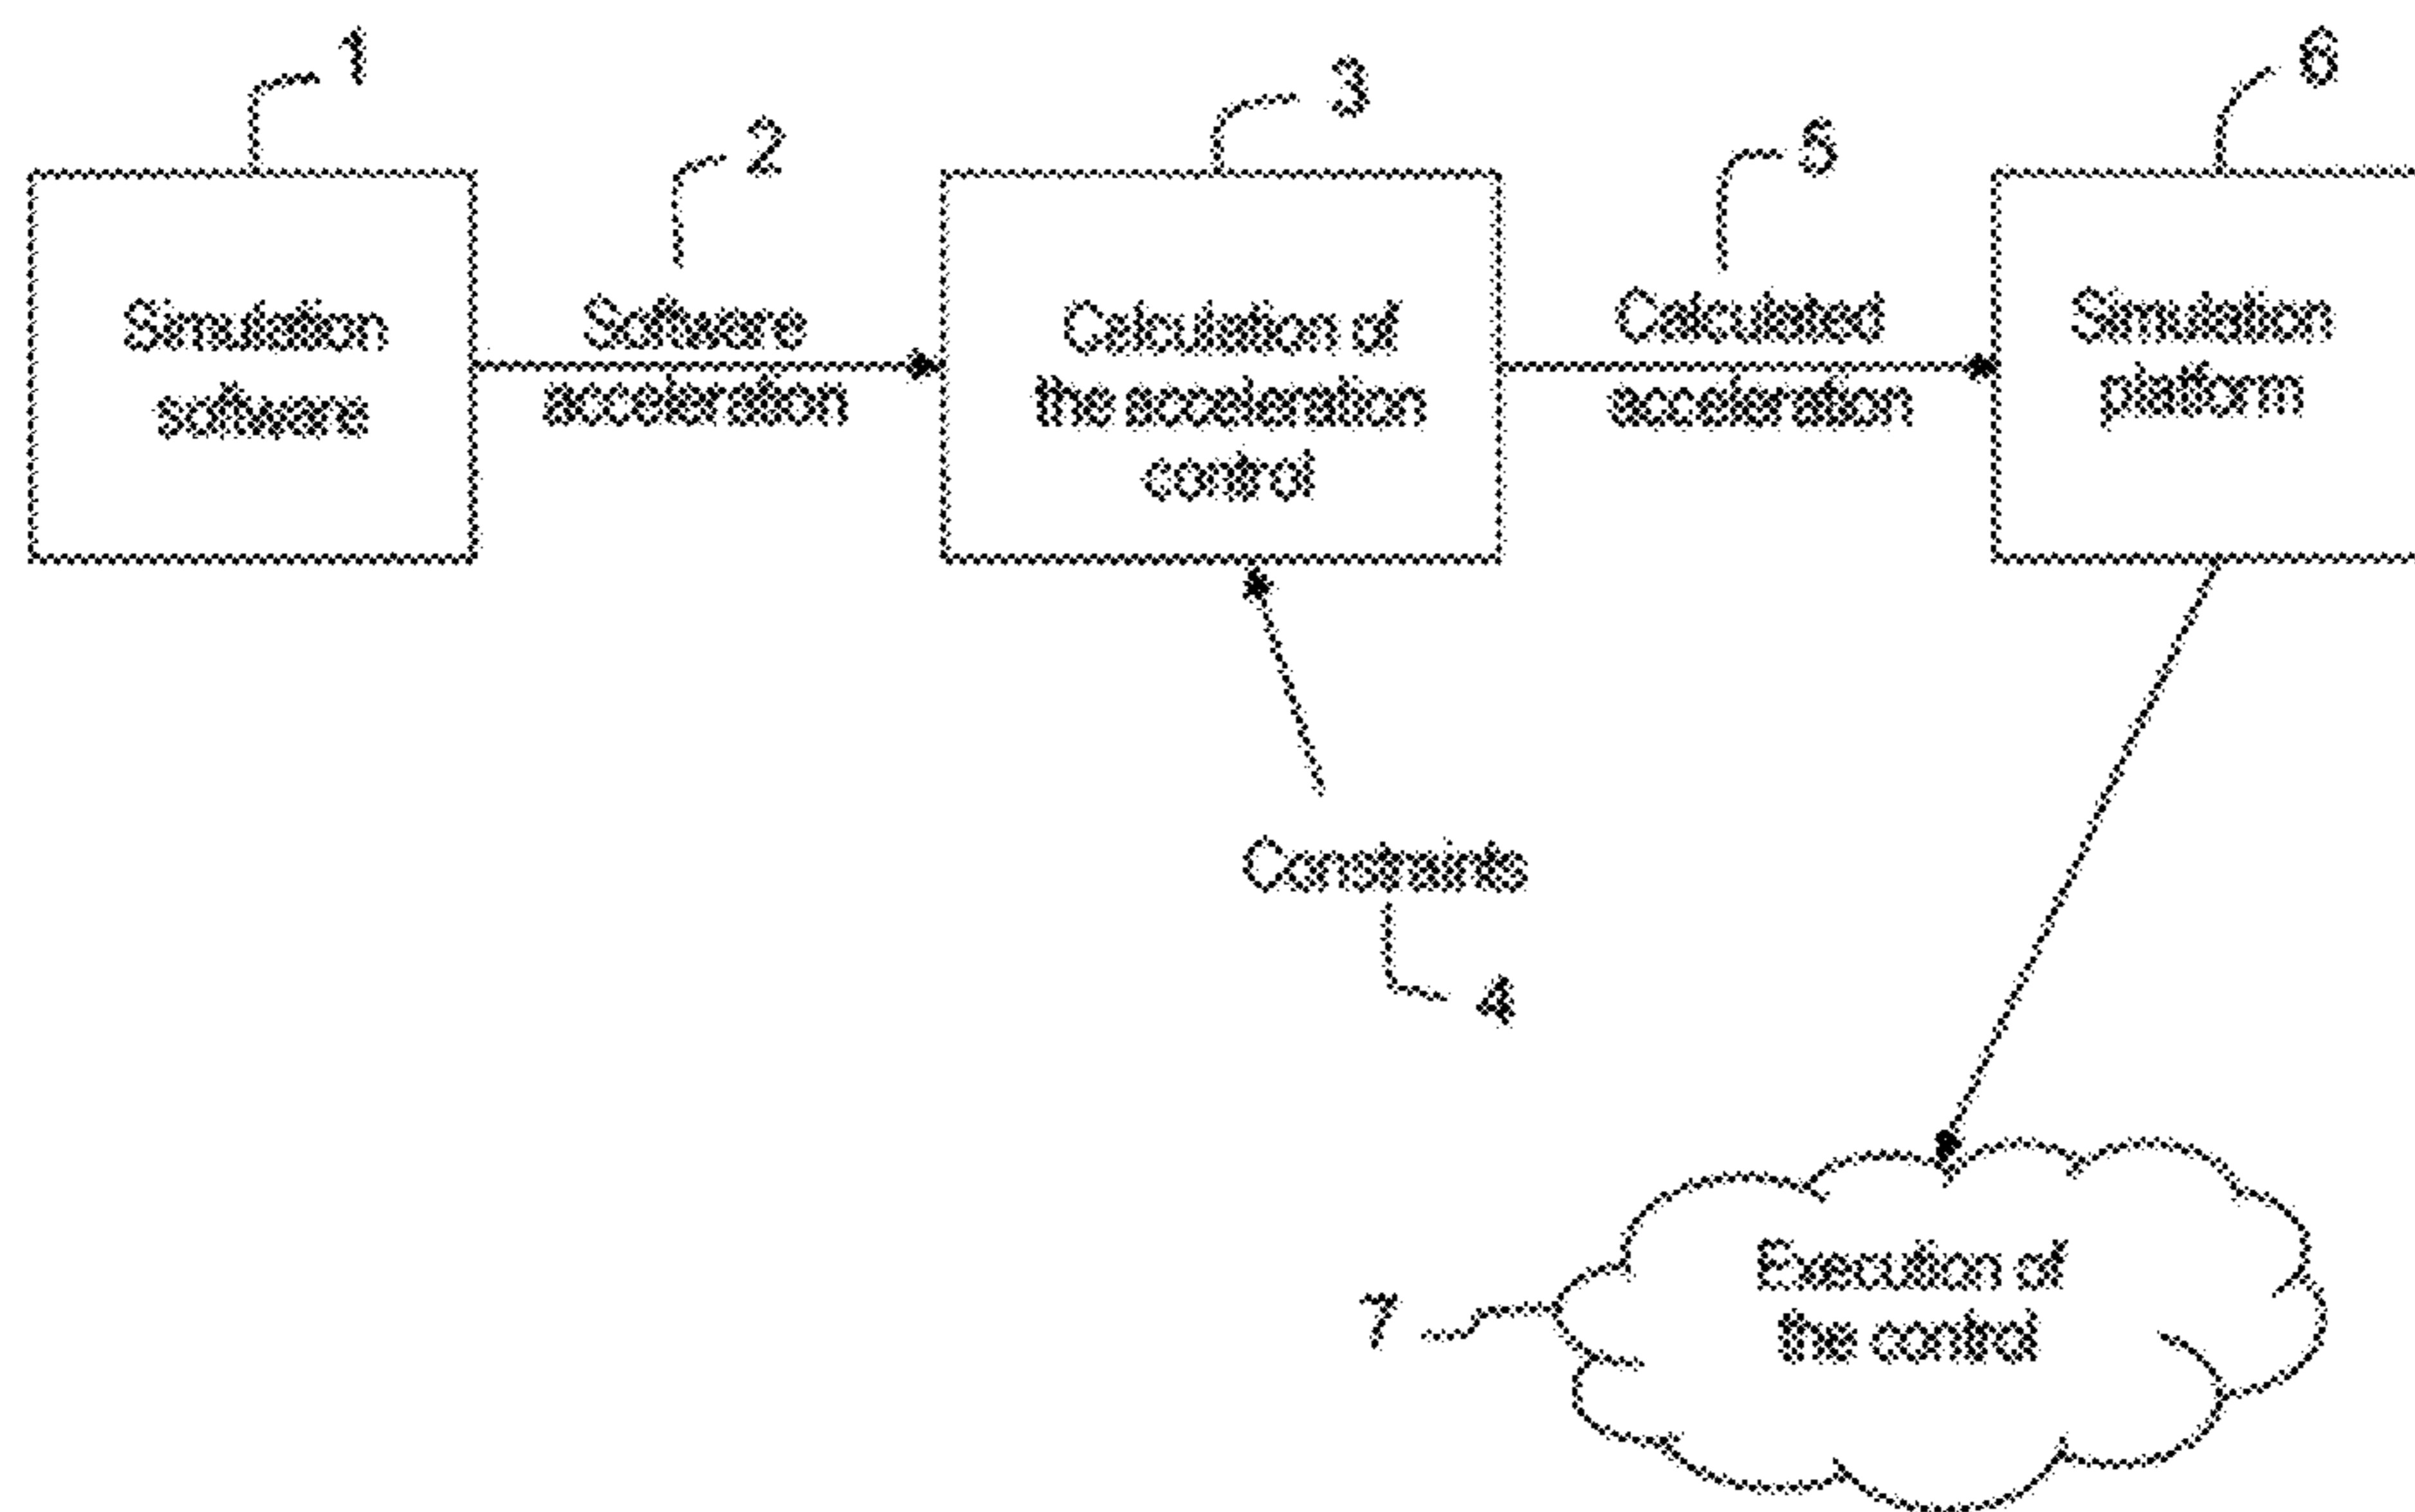 1
2
3
5
6
Simulation
software
Software
acceleration
Calculation of
the acceleration
control
Calculated
acceleration
Simulation
platform
Constraints
4
7
Execution of
the control